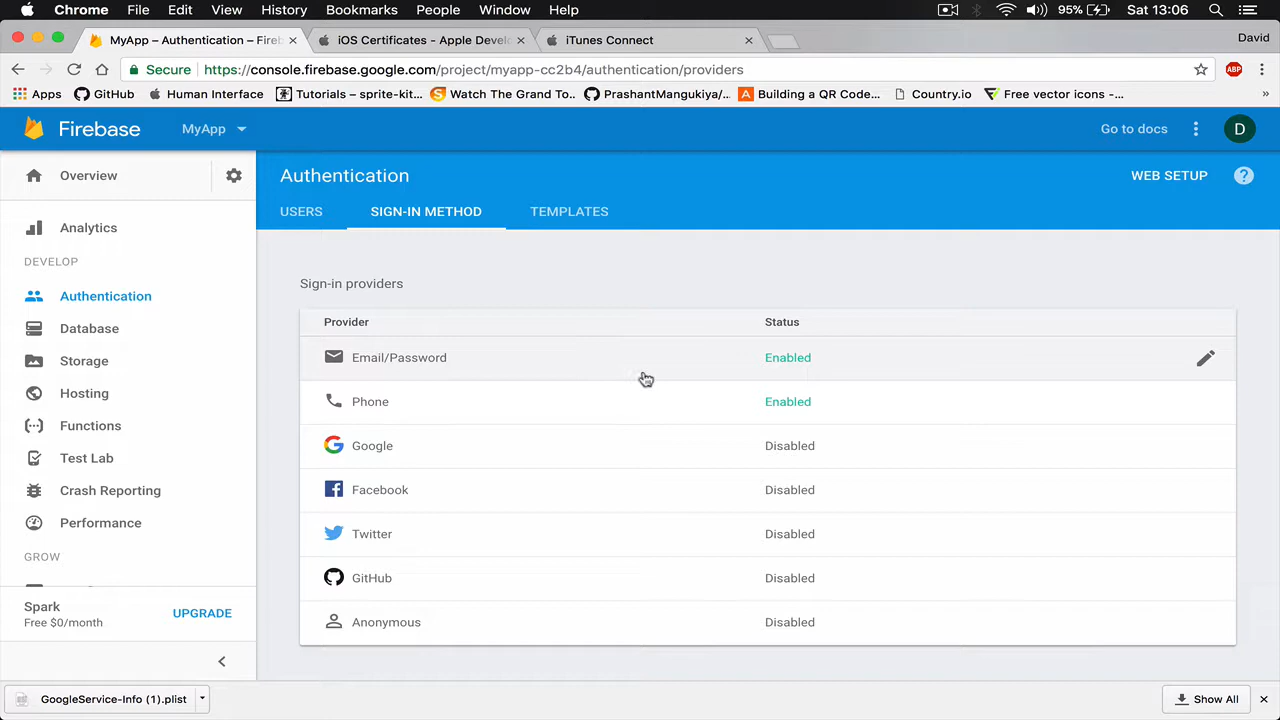 Chrome File Edit View History Bookmarks People Window Help 95% Sat 13:06
MyApp – Authentication – Fireb iOS Certificates - Apple Develo iTunes Connect David
Secure https://console.firebase.google.com/project/myapp-cc2b4/authentication/providers ABP
Apps GitHub Human Interface Tutorials – sprite-kit... Watch The Grand To.. PrashantMangukiya/... Building a QR Code... Country.io Free vector icons -... »
Firebase MyApp Go to docs D
Overview Authentication WEB SETUP ?
USERS SIGN-IN METHOD TEMPLATES
Analytics
DEVELOP
Authentication
Database
Storage
Hosting
Functions
Test Lab
Crash Reporting
Performance
GROW
Spark
Free $0/month
UPGRADE
Sign-in providers
Provider Status
Email/Password Enabled
Phone Enabled
Google Disabled
Facebook Disabled
Twitter Disabled
GitHub Disabled
Anonymous Disabled
GoogleService-Info (1).plist Show All